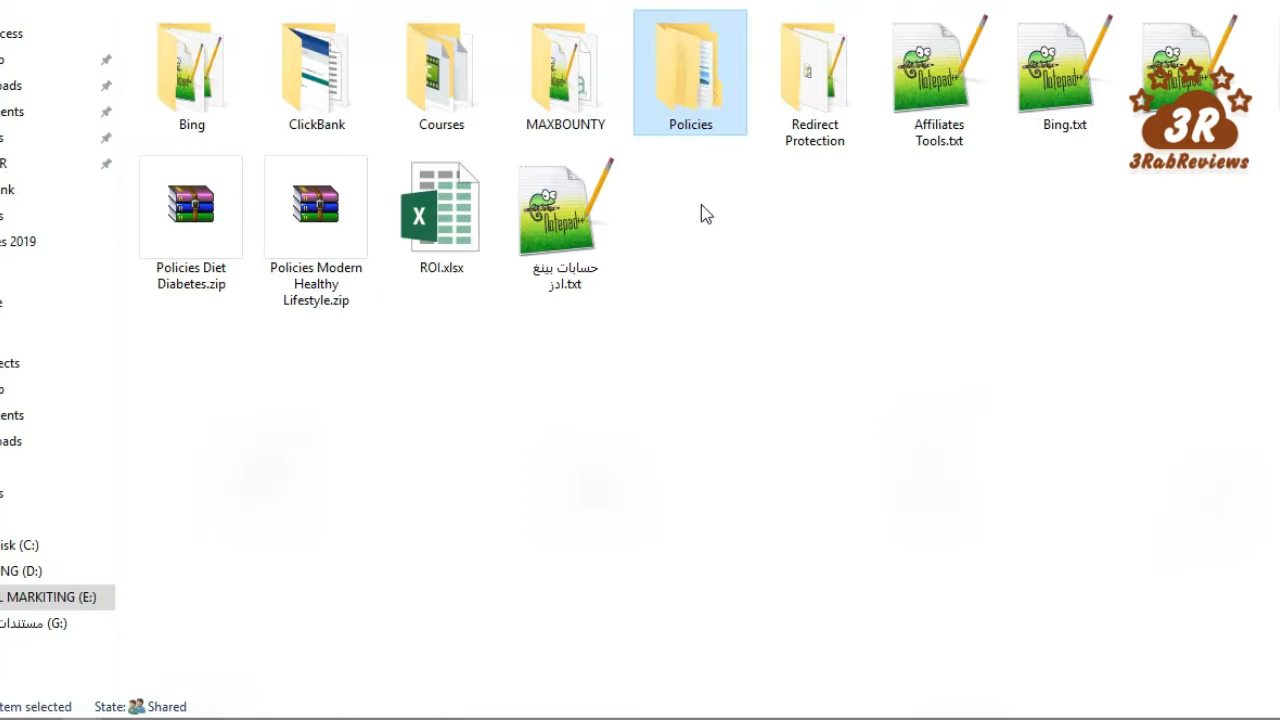 cess
o
oads
ents
s
R
nk
s
es 2019
e
ects
p
ents
oads
s
isk (C:)
NG (D:)
L MARKITING (E:)
مستندات (G:)
Bing
ClickBank
Courses
MAXBOUNTY
Policies
Redirect
Protection
Affiliates
Tools.txt
Bing.txt
3R
3RabReviews
Policies Diet
Diabetes.zip
Policies Modern
Healthy
Lifestyle.zip
ROI.xlsx
حسابات بينغ
ادز.txt
tem selected State: Shared